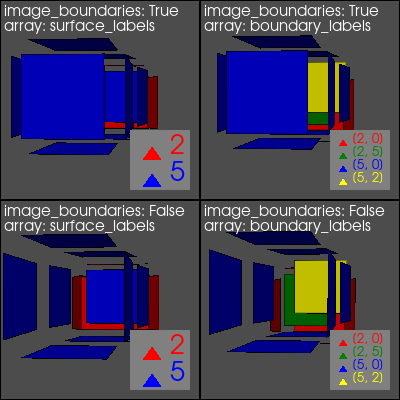 image_boundaries: True
array: surface_labels
2
5
image_boundaries: True
array: boundary_labels
(2, 0)
(2, 5)
(5, 0)
(5, 2)
image_boundaries: False
array: surface_labels
2
5
image_boundaries: False
array: boundary_labels
(2, 0)
(2, 5)
(5, 0)
(5, 2)